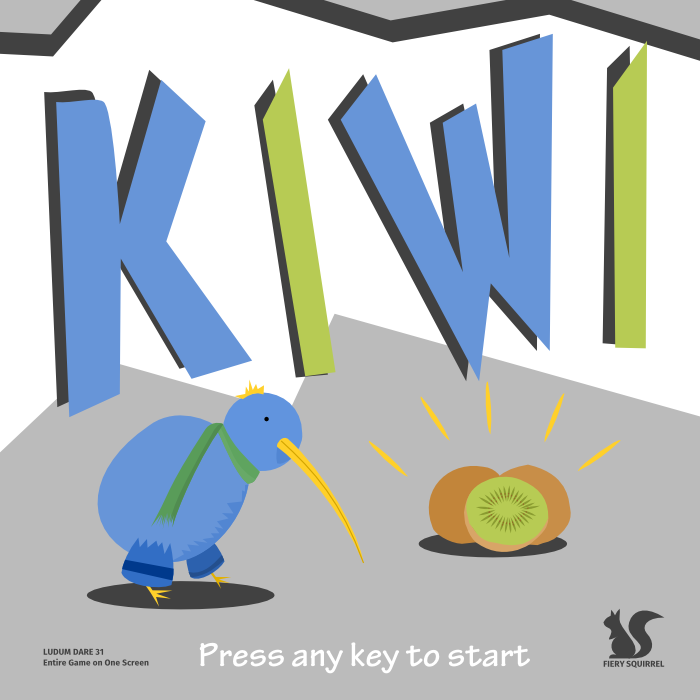 KIWI
LUDUM DARE 31
Entire Game on One Screen
Press any key to start
FIERY SQUIRREL